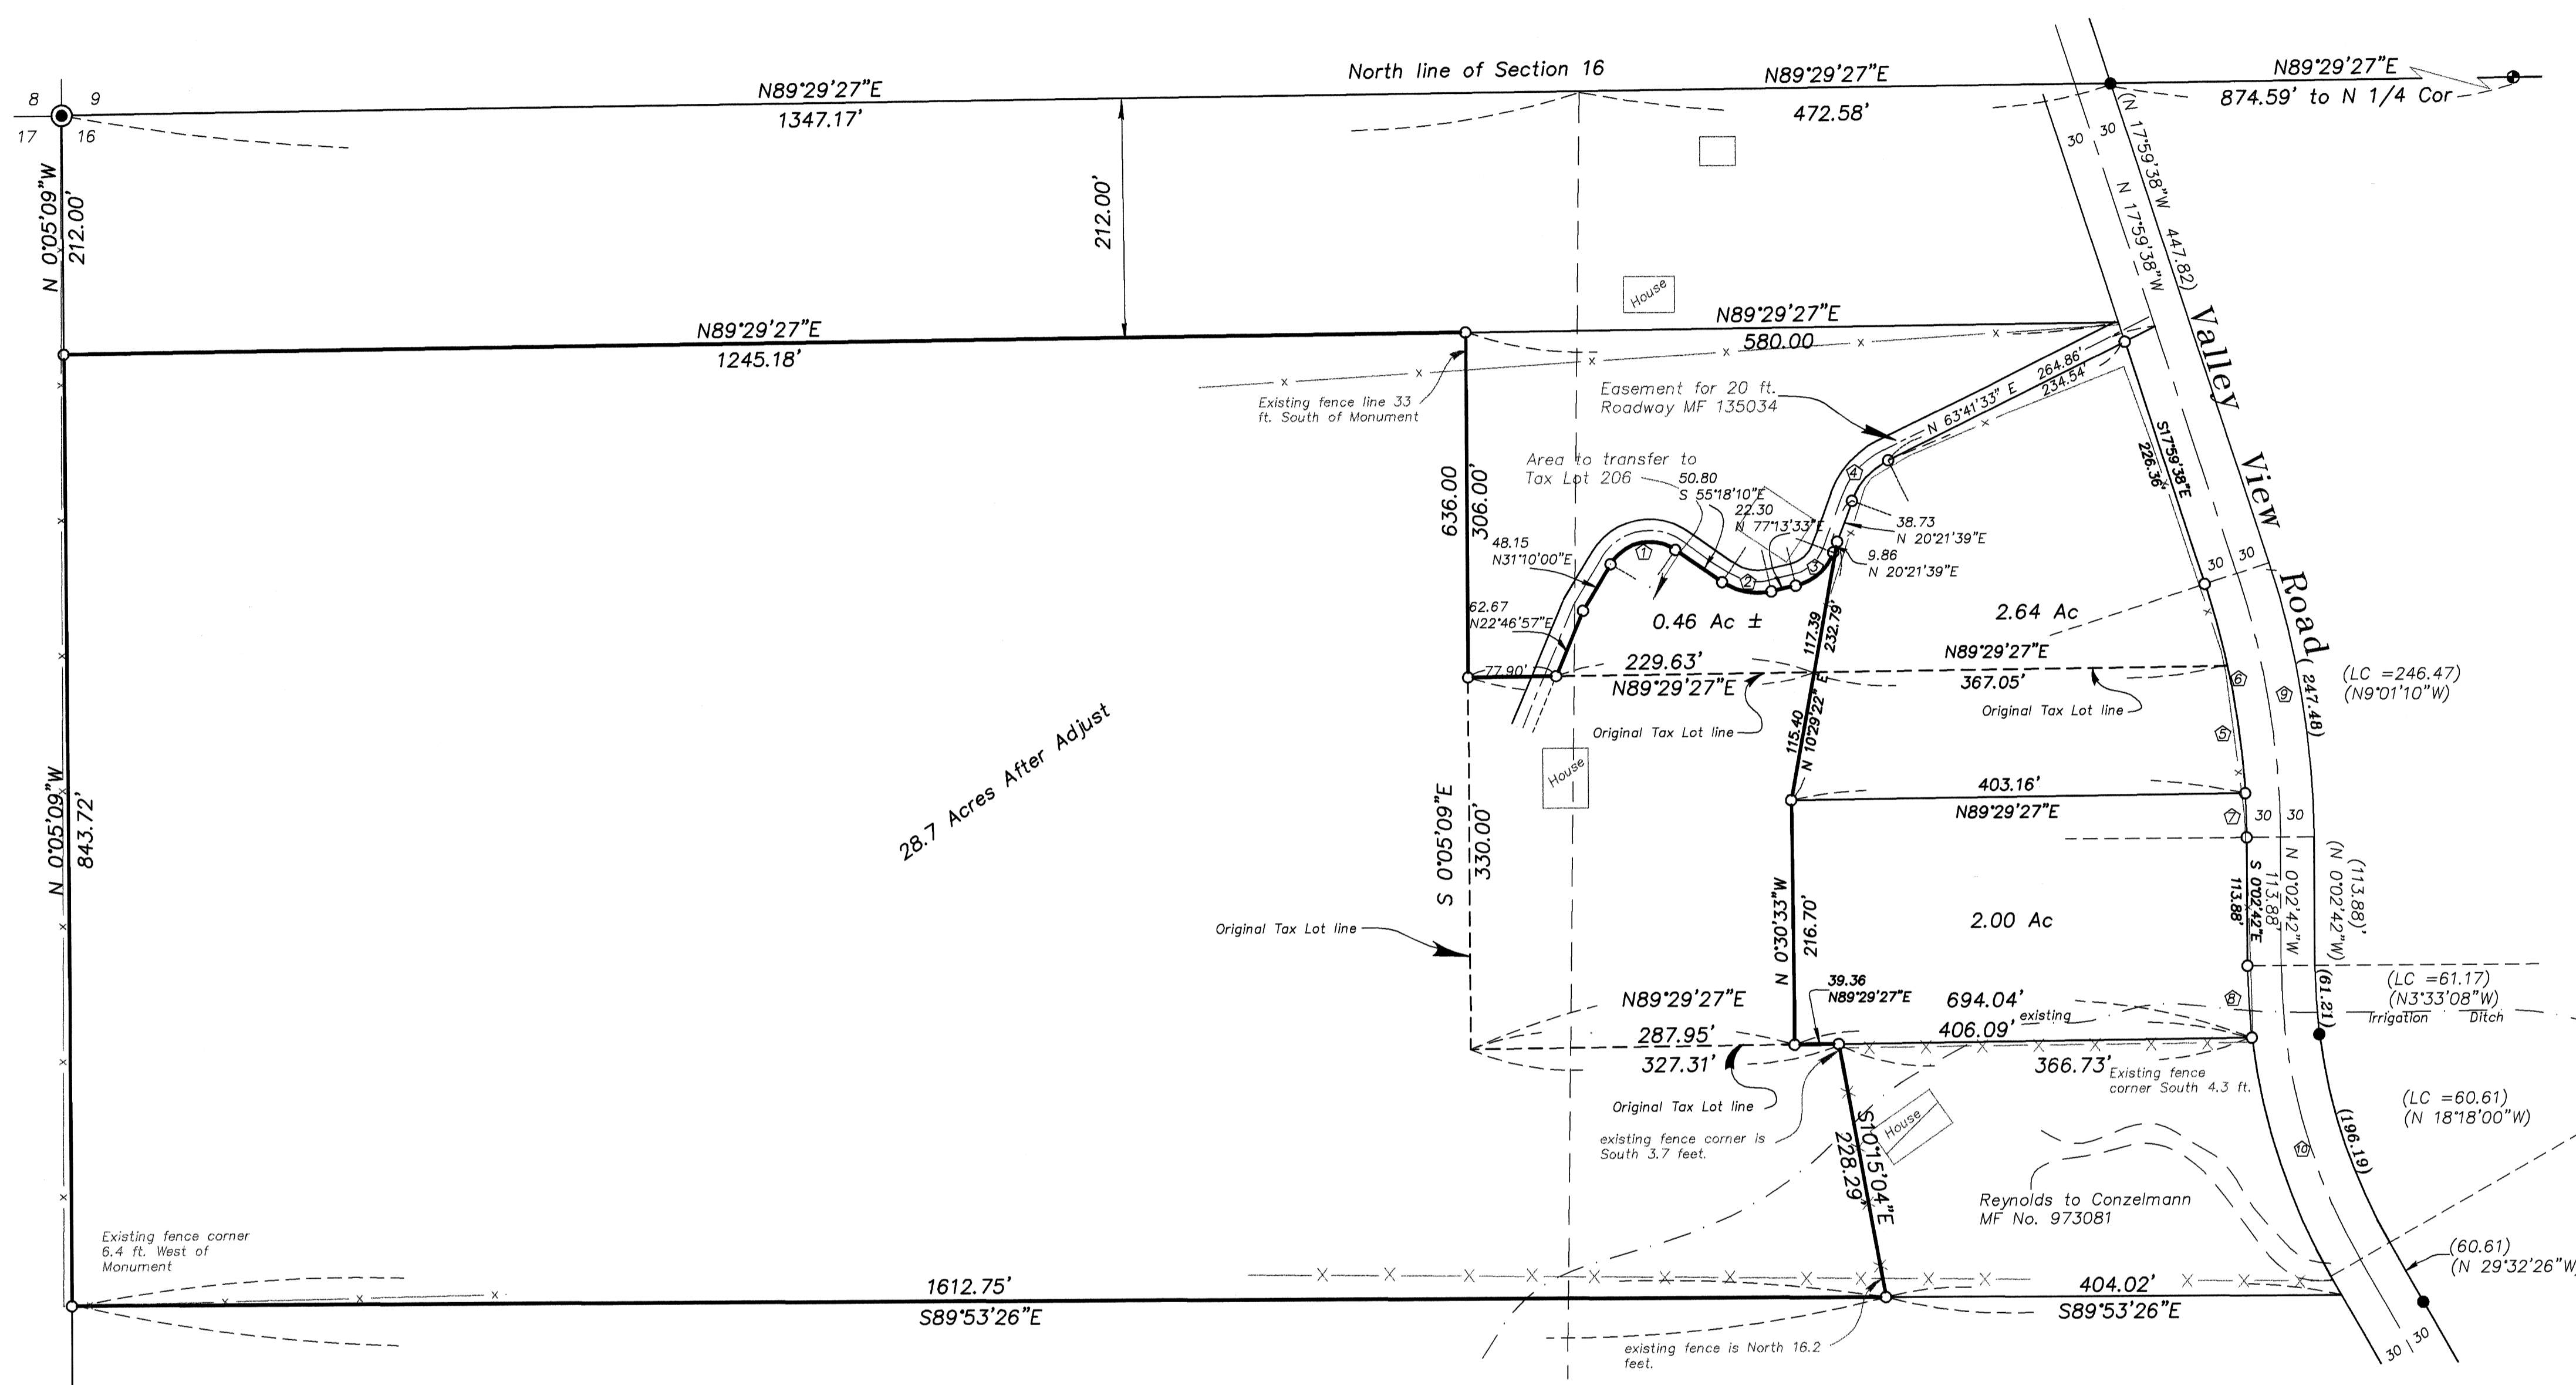 North line of Section 16
N89°29'27"E
1347.17'
N89°29'27"E
472.58'
N89°29'27"E
874.59' to N 1/4 Cor
8
9
17
16
N 0°05'09"W
212.00'
212.00'
30
30
(N 17°59'38"W 447.82)
N 17°59'38"W
House
N89°29'27"E
1245.18'
N89°29'27"E
580.00
Existing fence line 33
ft. South of Monument
Easement for 20 ft.
Roadway MF 135034
264.86'
N 63°41'33" E
234.54'
Valley View Road
S17°59'38"E
226.36'
636.00
306.00'
Area to transfer to
Tax Lot 206
50.80
S 55°18'10"E
22.30
N 77°13'33"E
4
38.73
N 20°21'39"E
9.86
N 20°21'39"E
48.15
N31°10'00"E
1
2
3
62.67
N22°46'57"E
0.46 Ac ±
117.39
232.79'
2.64 Ac
30
30
77.90'
229.63'
N89°29'27"E
N89°29'27"E
367.05'
Original Tax Lot line
Original Tax Lot line
115.40
N 10°29'22" E
6
5
9
(247.48)
(LC =246.47)
(N9°01'10"W)
28.7 Acres After Adjust
House
N 0°05'09"W
843.72'
S 0°05'09"E
330.00'
403.16'
N89°29'27"E
7
30
30
Original Tax Lot line
N 0°30'33"W
216.70'
2.00 Ac
113.88'
S 0°02'42"E
113.88'
N 0°02'42"W
(N 0°02'42"W)
(113.88)'
39.36
N89°29'27"E
N89°29'27"E
287.95'
327.31'
694.04'
406.09'
366.73'
existing
Irrigation Ditch
8
(61.21)
(LC =61.17)
(N3°33'08"W)
Existing fence
corner South 4.3 ft.
Original Tax Lot line
existing fence corner is
South 3.7 feet.
House
S10°15'04"E
228.29'
(LC =60.61)
(N 18°18'00"W)
10
(196.19)
Reynolds to Conzelmann
MF No. 973081
(60.61)
(N 29°32'26"W
Existing fence corner
6.4 ft. West of
Monument
1612.75'
S89°53'26"E
404.02'
S89°53'26"E
existing fence is North 16.2
feet.
30
30